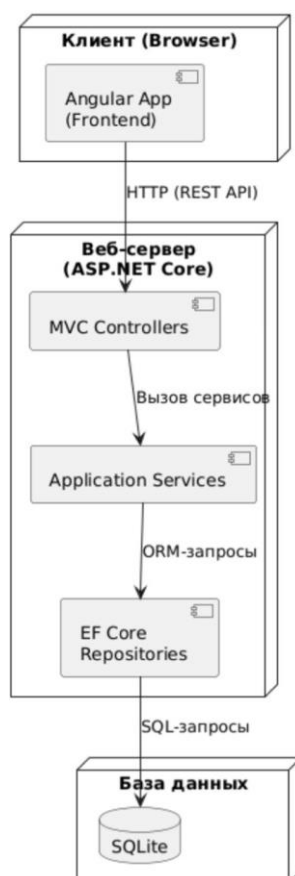 Клиент (Browser)
Angular App
(Frontend)
HTTP (REST API)
Веб-сервер
(ASP.NET Core)
MVC Controllers
Вызов сервисов
Application Services
ORM-запросы
EF Core
Repositories
SQL-запросы
База данных
SQLite